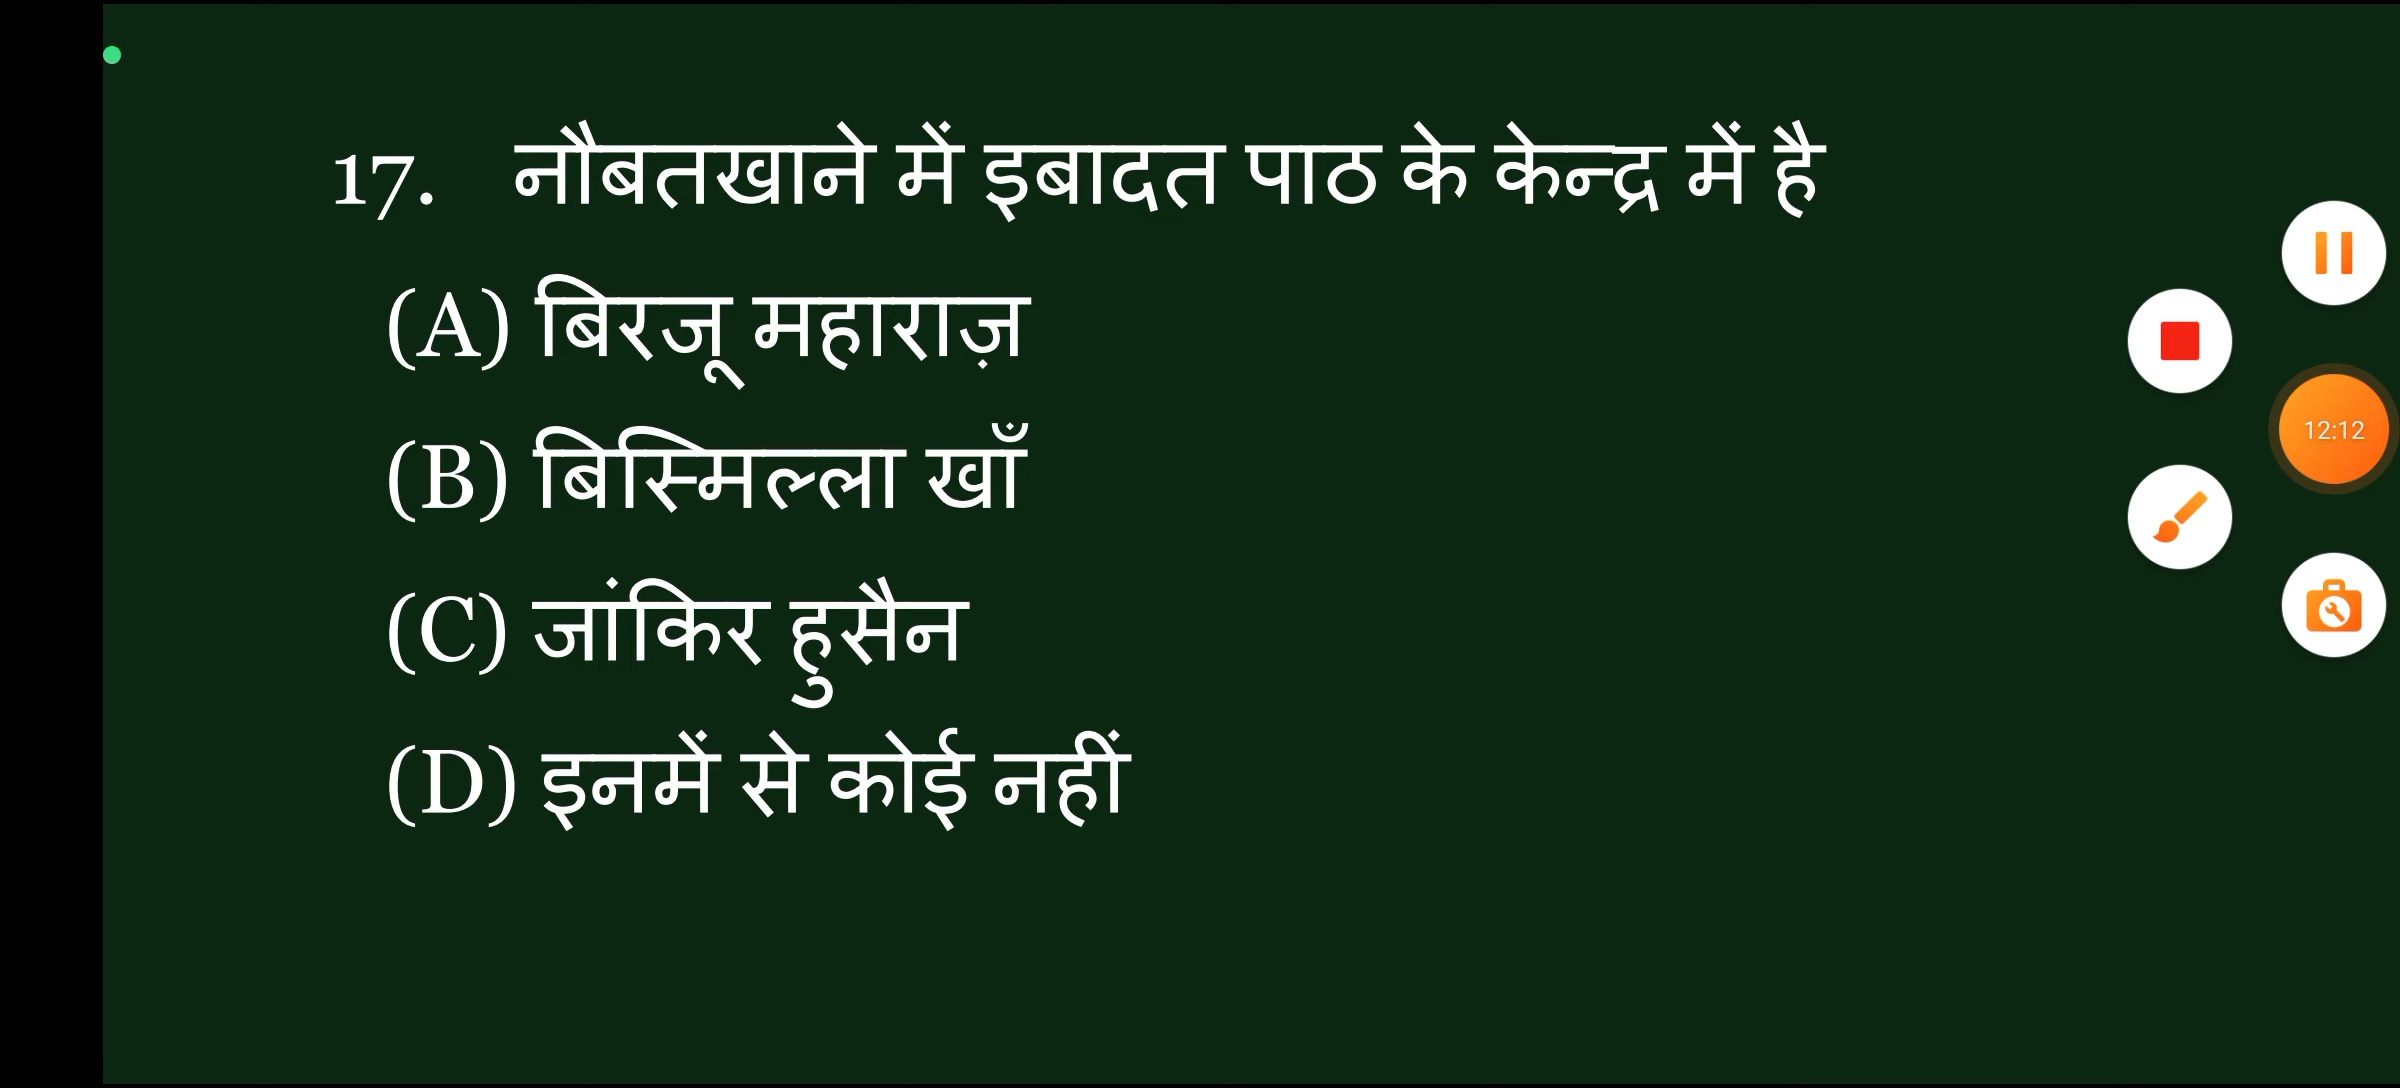 17. नौबतखाने में इबादत पाठ के केन्द्र में है
(A) बिरजू महाराज़
(B) बिस्मिल्ला खाँ
(C) जांकिर हुसैन
(D) इनमें से कोई नहीं
12:12